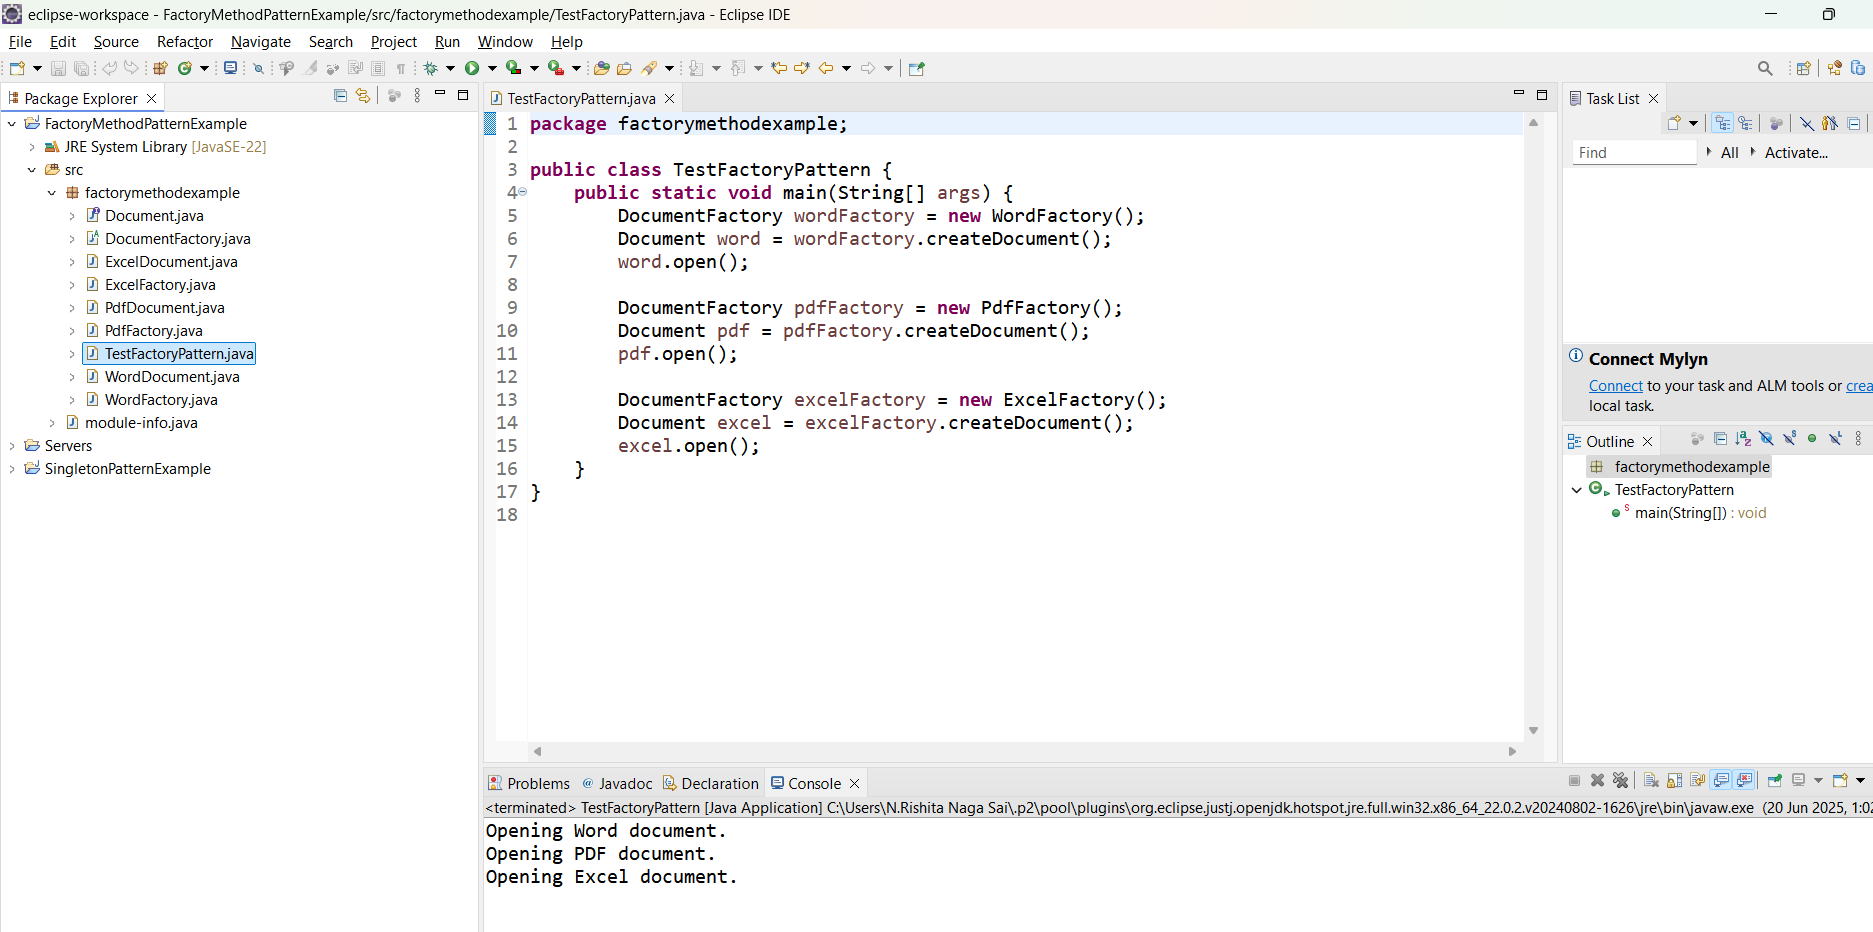 eclipse-workspace - FactoryMethodPatternExample/src/factorymethodexample/TestFactoryPattern.java - Eclipse IDE
File Edit Source Refactor Navigate Search Project Run Window Help
Package Explorer
FactoryMethodPatternExample
JRE System Library [JavaSE-22]
src
factorymethodexample
Document.java
DocumentFactory.java
ExcelDocument.java
ExcelFactory.java
PdfDocument.java
PdfFactory.java
TestFactoryPattern.java
WordDocument.java
WordFactory.java
module-info.java
Servers
SingletonPatternExample
TestFactoryPattern.java
1 package factorymethodexample;
2
3 public class TestFactoryPattern {
4 public static void main(String[] args) {
5 DocumentFactory wordFactory = new WordFactory();
6 Document word = wordFactory.createDocument();
7 word.open();
8
9 DocumentFactory pdfFactory = new PdfFactory();
10 Document pdf = pdfFactory.createDocument();
11 pdf.open();
12
13 DocumentFactory excelFactory = new ExcelFactory();
14 Document excel = excelFactory.createDocument();
15 excel.open();
16 }
17 }
18
Task List
Find All Activate...
Connect Mylyn
Connect to your task and ALM tools or crea
local task.
Outline
factorymethodexample
TestFactoryPattern
main(String[]) : void
Problems Javadoc Declaration Console
<terminated> TestFactoryPattern [Java Application] C:\Users\N.Rishita Naga Sai\.p2\pool\plugins\org.eclipse.justj.openjdk.hotspot.jre.full.win32.x86_64_22.0.2.v20240802-1626\jre\bin\javaw.exe (20 Jun 2025, 1:02
Opening Word document.
Opening PDF document.
Opening Excel document.